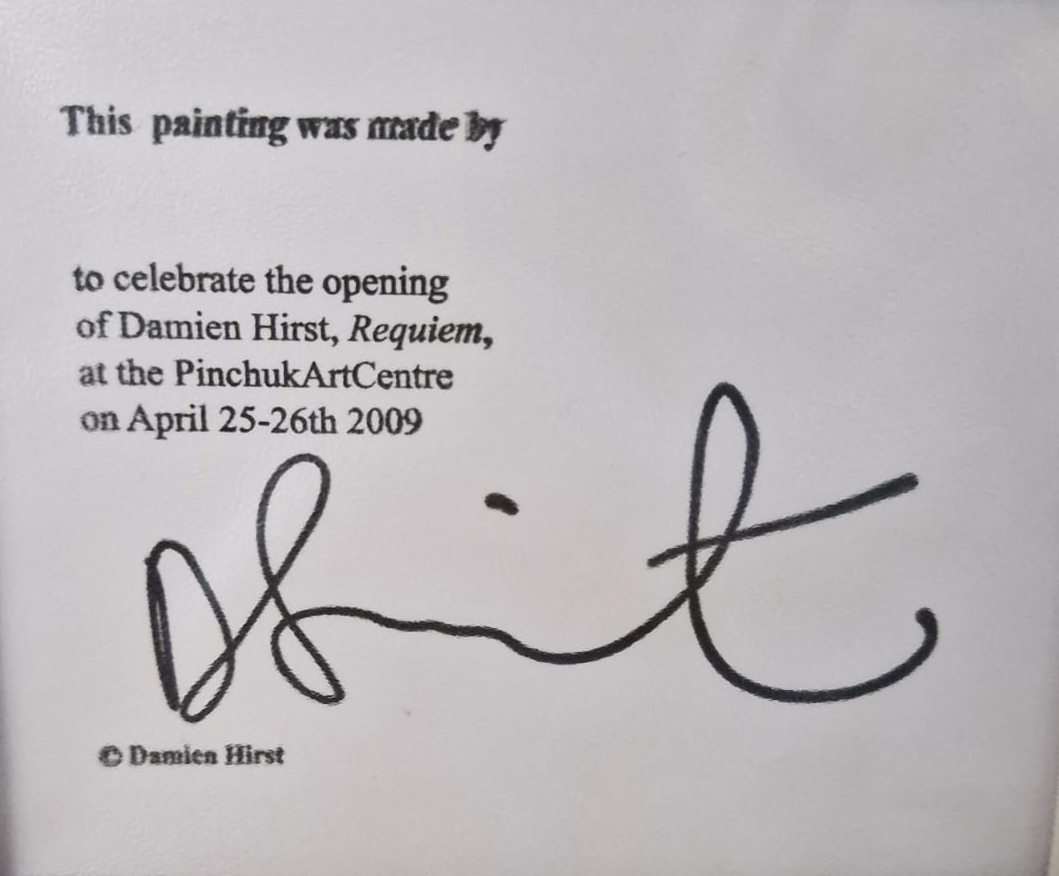 This painting was made by
to celebrate the opening
of Damien Hirst, Requiem,
at the PinchukArtCentre
on April 25-26th 2009
DHirst
© Damien Hirst